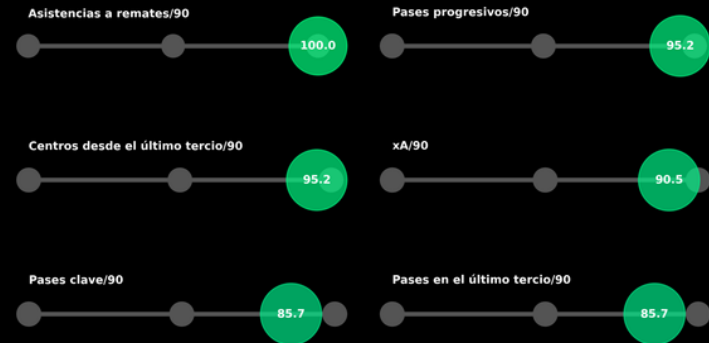 Asistencias a remates/90
100.0
Pases progresivos/90
95.2
Centros desde el último tercio/90
95.2
xA/90
90.5
Pases clave/90
85.7
Pases en el último tercio/90
85.7